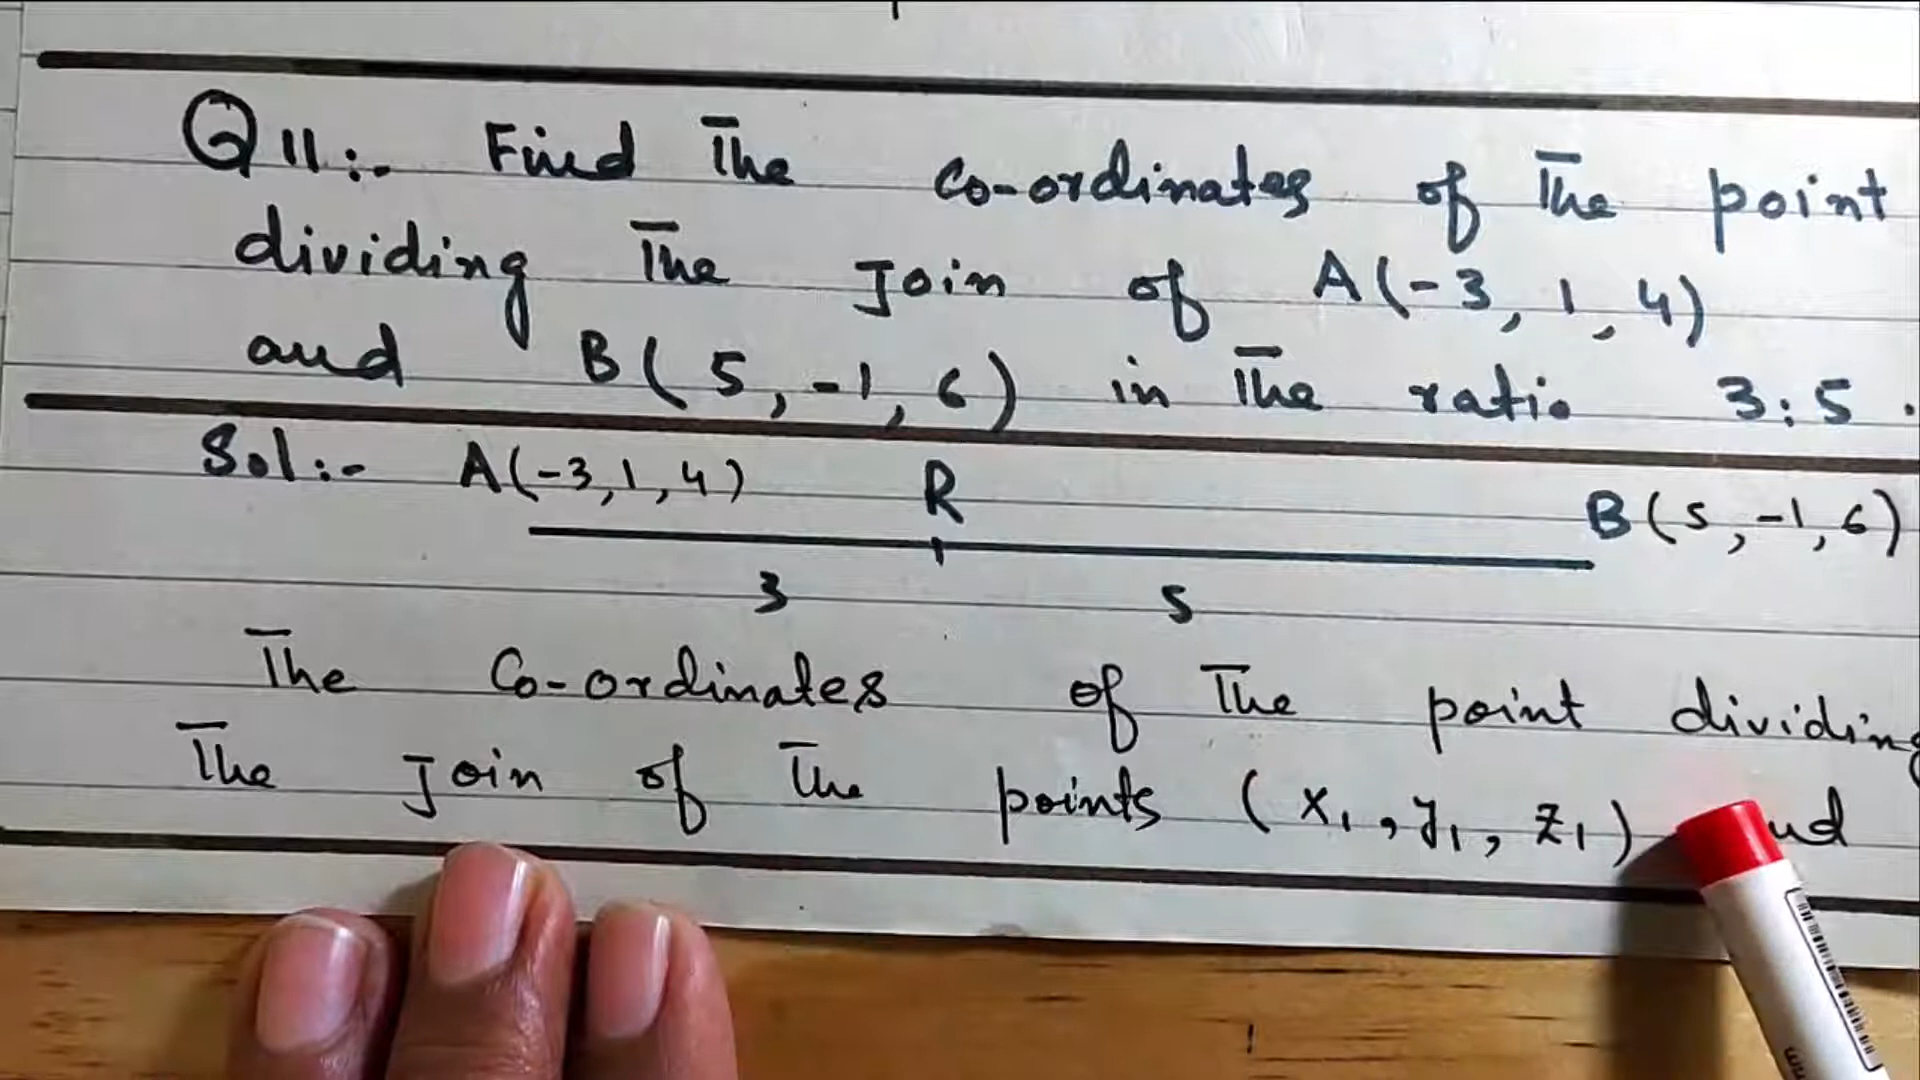 Q 11:- Find The Co-ordinates of The point
dividing The Join of A(-3, 1, 4)
and B(5, -1, 6) in The ratio 3:5.
Sol:- A(-3, 1, 4) R B(5, -1, 6)
3 5
The Co-ordinates of The point dividing
The Join of The points (x₁, y₁, z₁)